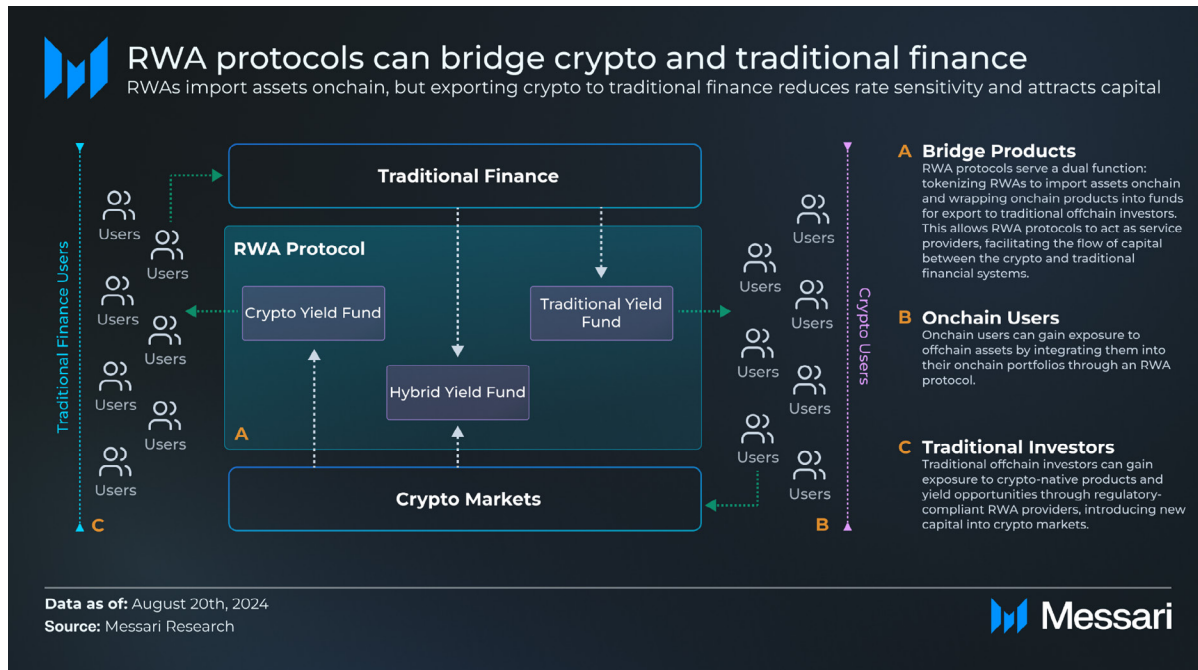 RWA protocols can bridge crypto and traditional finance
RWAs import assets onchain, but exporting crypto to traditional finance reduces rate sensitivity and attracts capital
Traditional Finance Users
Users
Users
Users
Users
Users
Users
Users
C
Traditional Finance
RWA Protocol
Crypto Yield Fund
Traditional Yield
Fund
Hybrid Yield Fund
A
Crypto Markets
Users
Users
Users
Users
Users
Users
Users
B
Crypto Users
A Bridge Products
RWA protocols serve a dual function:
tokenizing RWAs to import assets onchain
and wrapping onchain products into funds
for export to traditional offchain investors.
This allows RWA protocols to act as service
providers, facilitating the flow of capital
between the crypto and traditional
financial systems.
B Onchain Users
Onchain users can gain exposure to
offchain assets by integrating them into
their onchain portfolios through an RWA
protocol.
C Traditional Investors
Traditional offchain investors can gain
exposure to crypto-native products and
yield opportunities through regulatory-
compliant RWA providers, introducing new
capital into crypto markets.
Data as of: August 20th, 2024
Source: Messari Research
Messari